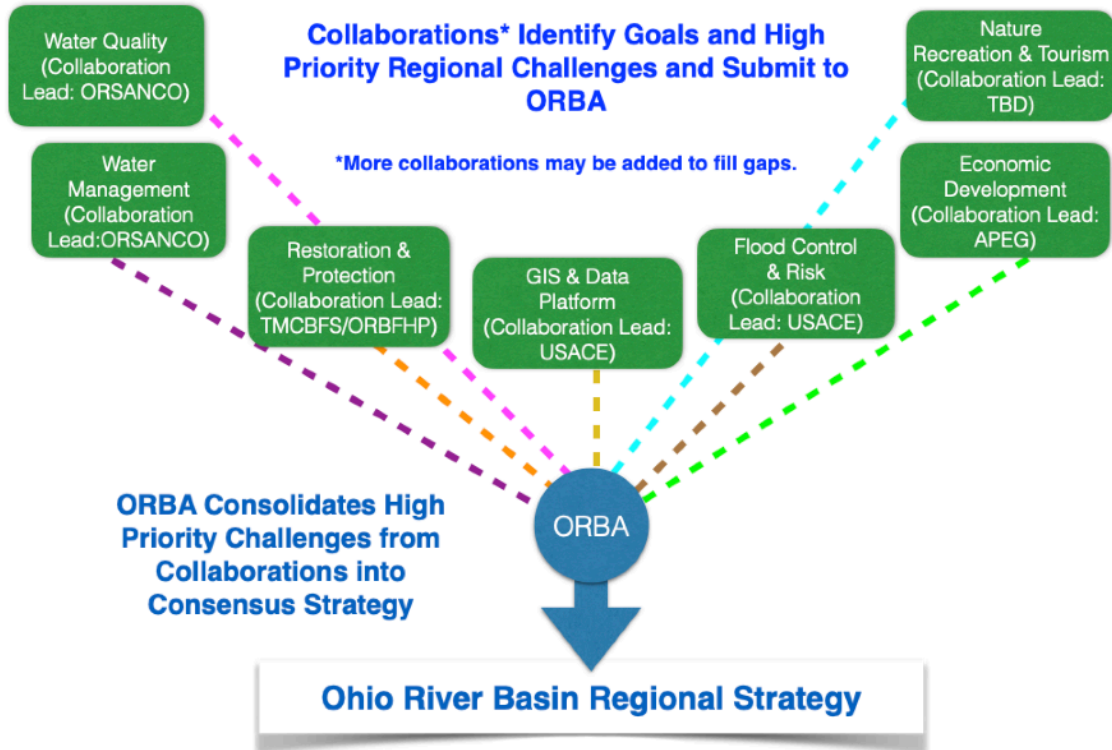 Water Quality
(Collaboration
Lead: ORSANCO)
Collaborations* Identify Goals and High
Priority Regional Challenges and Submit to
ORBA
Nature
Recreation & Tourism
(Collaboration Lead:
TBD)
*More collaborations may be added to fill gaps.
Water
Management
(Collaboration
Lead:ORSANCO)
Economic
Development
(Collaboration Lead:
APEG)
Restoration &
Protection
(Collaboration Lead:
TMCBFS/ORBFHP)
GIS & Data
Platform
(Collaboration Lead:
USACE)
Flood Control
& Risk
(Collaboration
Lead: USACE)
ORBA Consolidates High
Priority Challenges from
Collaborations into
Consensus Strategy
ORBA
Ohio River Basin Regional Strategy